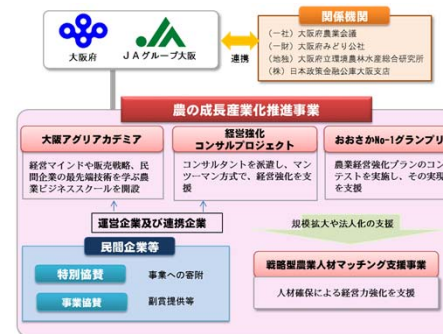 関係機関
(一社)大阪府農業会議
(一財)大阪府みどり公社
(地独)大阪府立環境農林水産総合研究所
(株)日本政策金融公庫大阪支店
大阪府
JAグループ大阪
連携
農の成長産業化推進事業
大阪アグリアカデミア
経営マインドや販売戦略、民
間企業の最先端技術を学ぶ農
業ビジネススクールを開設
経営強化
コンサルプロジェクト
コンサルタントを派遣し、マン
ツーマン方式で、経営強化を支
援
おおさかNo-1グランプリ
農業経営強化プランのコン
テストを実施し、その実現
を支援
運営企業及び連携企業
民間企業等
特別協賛
事業への寄附
事業協賛
副賞提供等
規模拡大や法人化の支援
戦略型農業人材マッチング支援事業
人材確保による経営力強化を支援